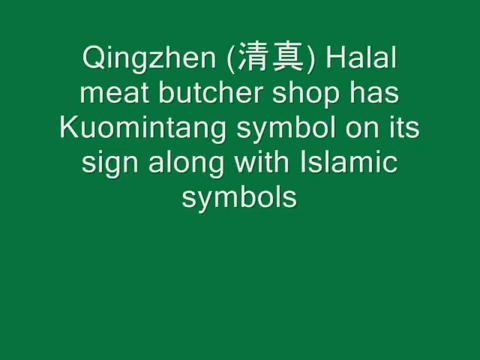 Qingzhen (清真) Halal
meat butcher shop has
Kuomintang symbol on its
sign along with Islamic
symbols